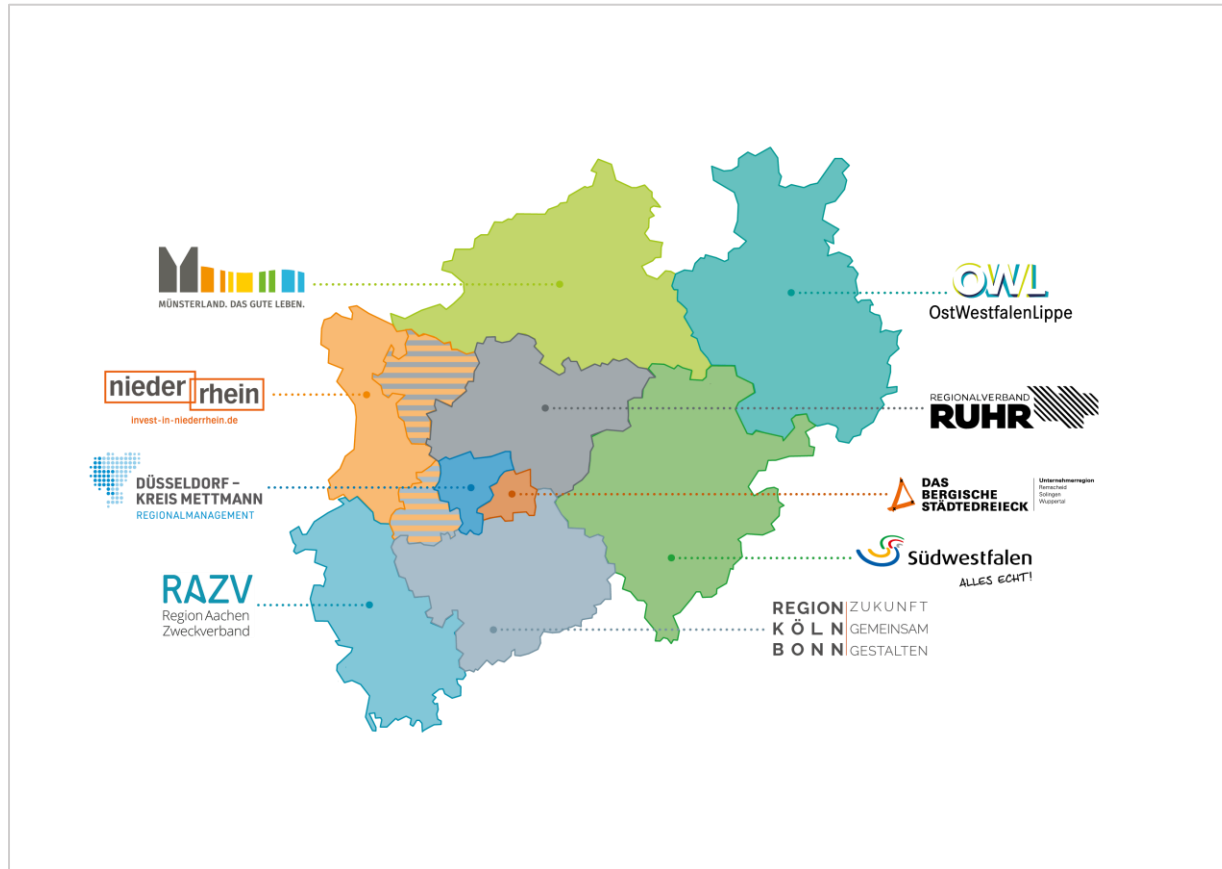 M
MÜNSTERLAND. DAS GUTE LEBEN.
nieder
rhein
invest-in-niederrhein.de
DÜSSELDORF –
KREIS METTMANN
REGIONALMANAGEMENT
RAZV
Region Aachen
Zweckverband
OWL
OstWestfalenLippe
REGIONALVERBAND
RUHR
DAS
BERGISCHE
STÄDTEDREIECK
Unternehmerregion
Remscheid
Solingen
Wuppertal
Südwestfalen
ALLES ECHT!
REGION ZUKUNFT
KÖLN GEMEINSAM
BONN GESTALTEN